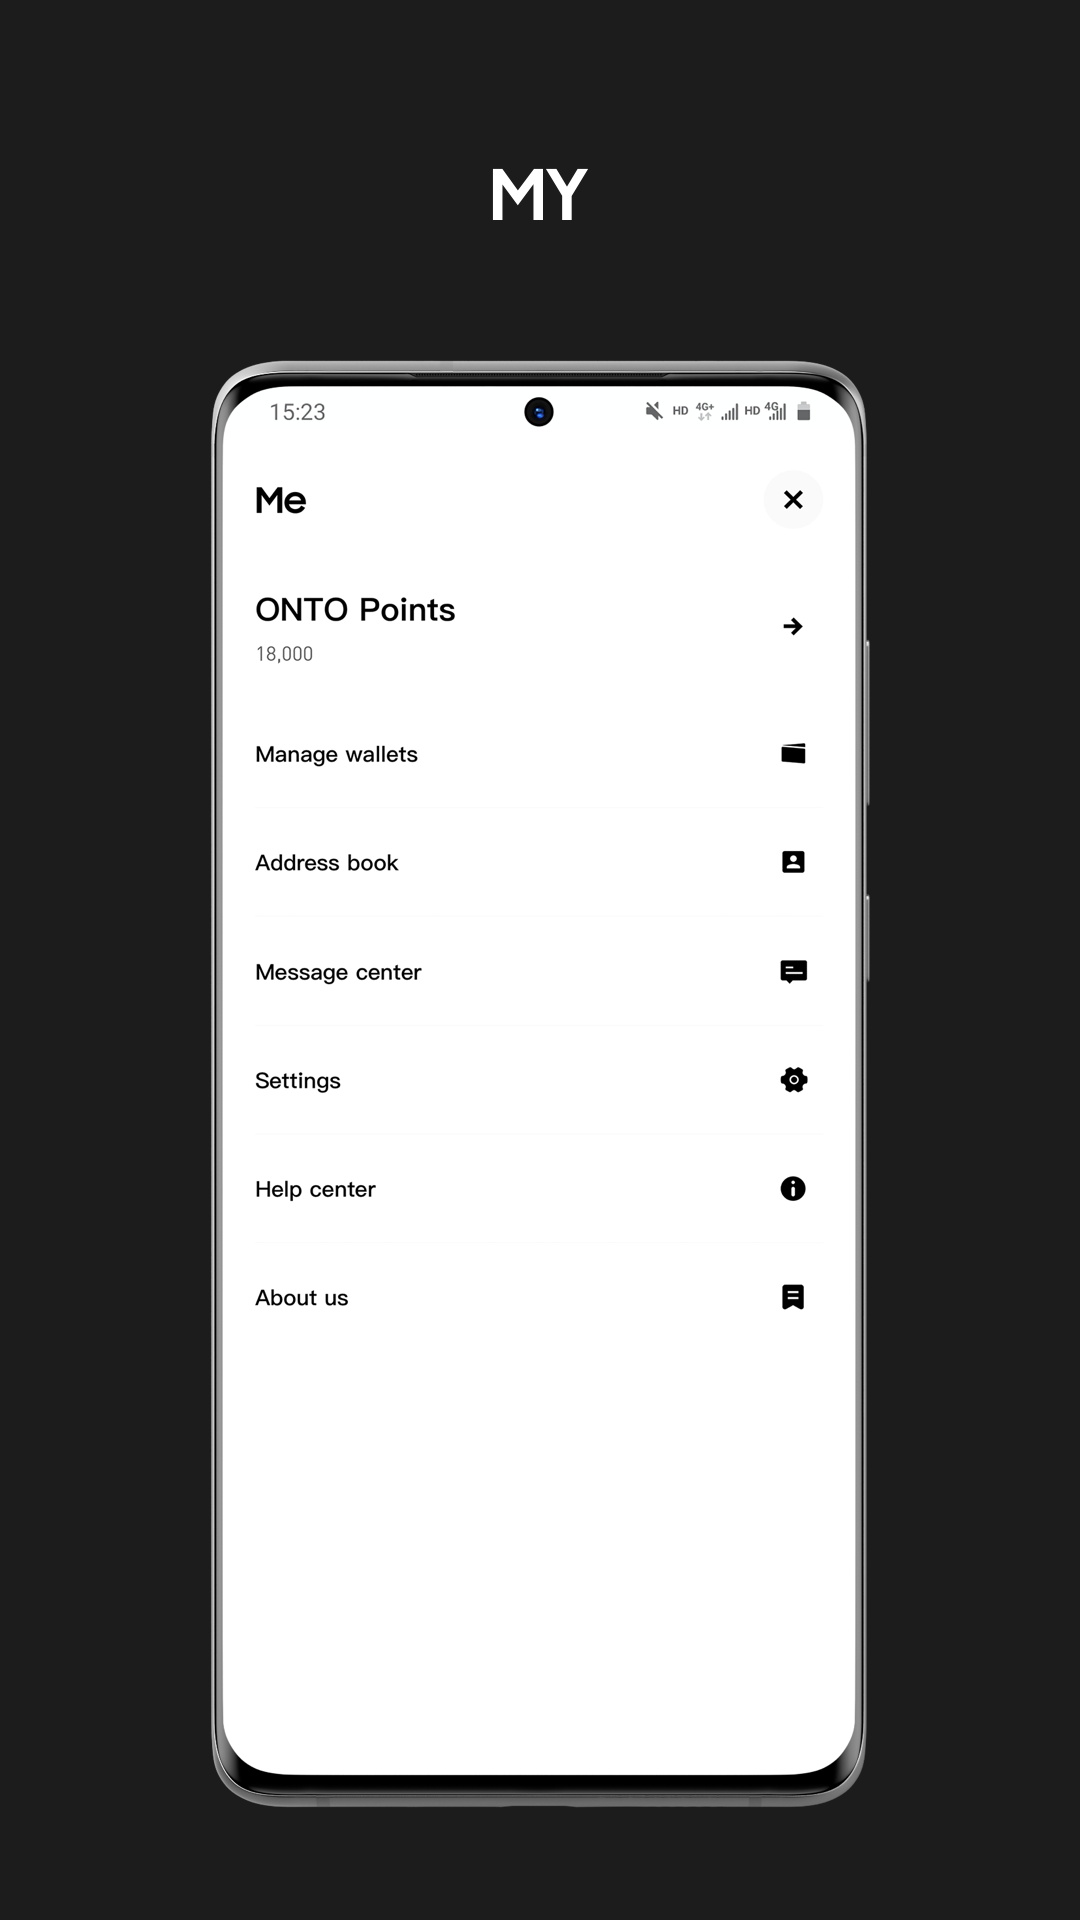 MY
15:23
HD 4G+ HD 4G
Me
ONTO Points
18,000
Manage wallets
Address book
Message center
Settings
Help center
About us